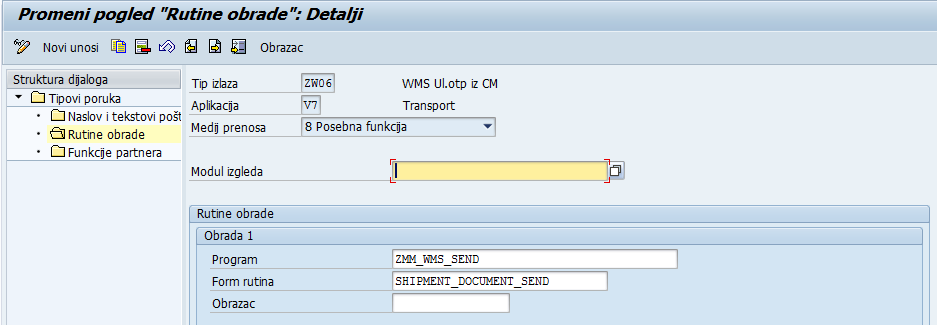 Promeni pogled "Rutine obrade": Detalji
Novi unosi Obrazac
Struktura dijaloga
Tipovi poruka
Naslov i tekstovi pošt
Rutine obrade
Funkcije partnera
Tip izlaza ZW06 WMS Ul.otp iz CM
Aplikacija V7 Transport
Medij prenosa 8 Posebna funkcija
Modul izgleda
Rutine obrade
Obrada 1
Program ZMM_WMS_SEND
Form rutina SHIPMENT_DOCUMENT_SEND
Obrazac